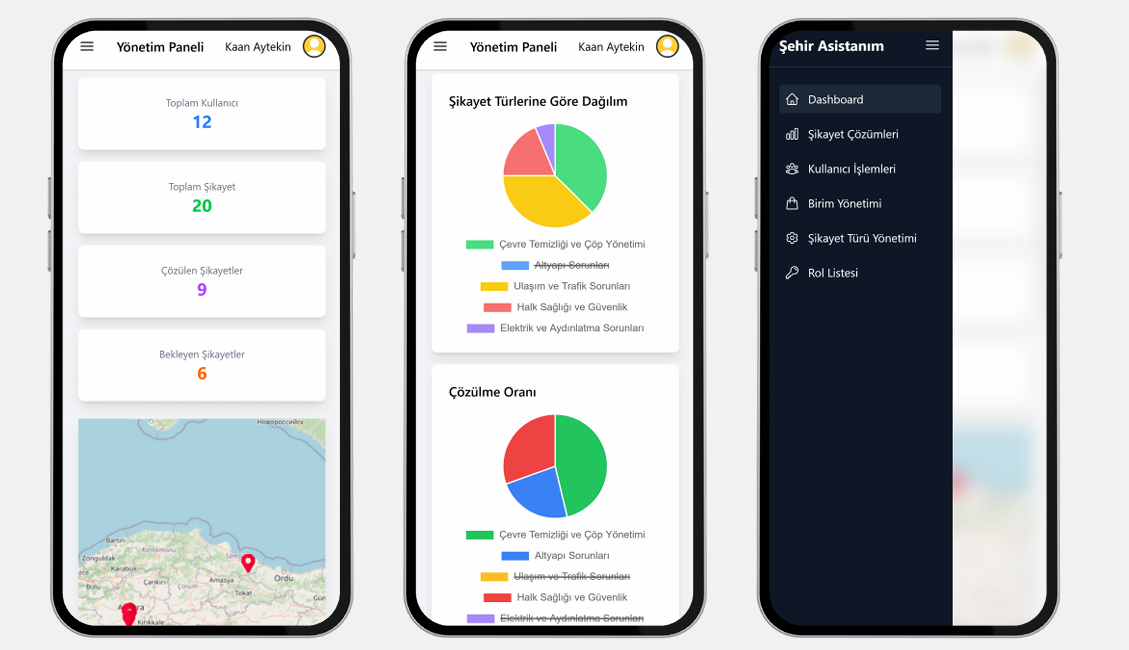 Yönetim Paneli
Kaan Aytekin
Toplam Kullanıcı
12
Toplam Şikayet
20
Çözülen Şikayetler
9
Bekleyen Şikayetler
6
Новороссийск
Bartın
Zonguldak
Kastamonu
Karabük
Bolu
Çankırı
Çorum
Amasya
Ordu
Tokat
Kırıkkale
Yönetim Paneli
Kaan Aytekin
Şikayet Türlerine Göre Dağılım
Çevre Temizliği ve Çöp Yönetimi
Altyapı Sorunları
Ulaşım ve Trafik Sorunları
Halk Sağlığı ve Güvenlik
Elektrik ve Aydınlatma Sorunları
Çözülme Oranı
Çevre Temizliği ve Çöp Yönetimi
Altyapı Sorunları
Ulaşım ve Trafik Sorunları
Halk Sağlığı ve Güvenlik
Elektrik ve Aydınlatma Sorunları
Şehir Asistanım
Dashboard
Şikayet Çözümleri
Kullanıcı İşlemleri
Birim Yönetimi
Şikayet Türü Yönetimi
Rol Listesi